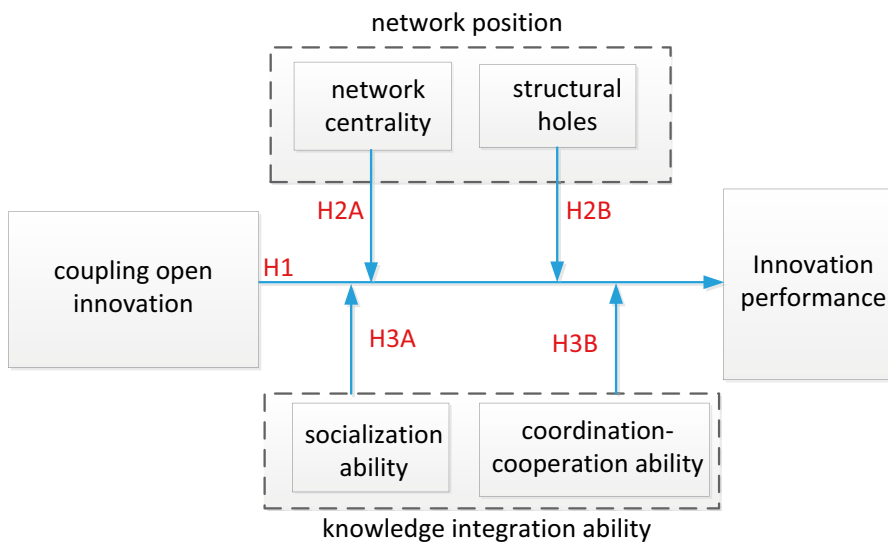 network position
network
centrality
structural
holes
H2A
H2B
coupling open
innovation
H1
Innovation
performance
H3A
H3B
socialization
ability
coordination-
cooperation ability
knowledge integration ability